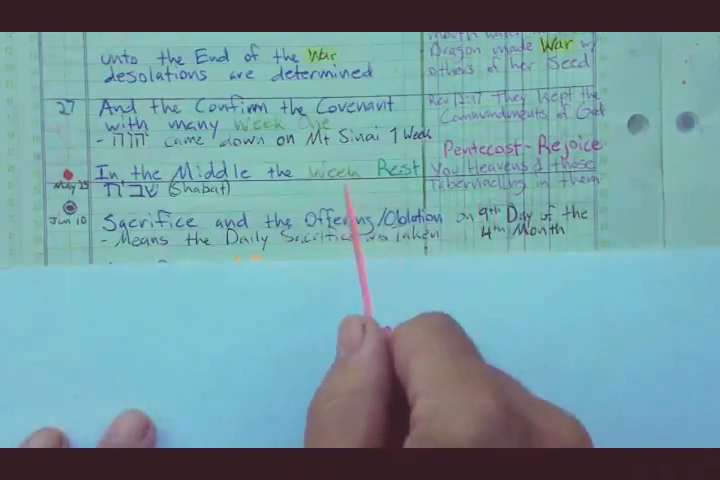 unto the End of the War
desolations are determined
Dragon made War w/
others of her Seed
27 And the Confirm the Covenant
with many Week One
- יהוה came down on Mt Sinai 1 Week
Rev 12:17 They kept the
Commandments of God
Pentecost - Rejoice
You Heavens & those
Tabernacling in them
In the Middle the Week Rest
May 25 שבת (Shabat)
Jun 10 Sacrifice and the Offering/Oblation on 9th Day of the
- Means the Daily Sacrifice was taken 4th Month